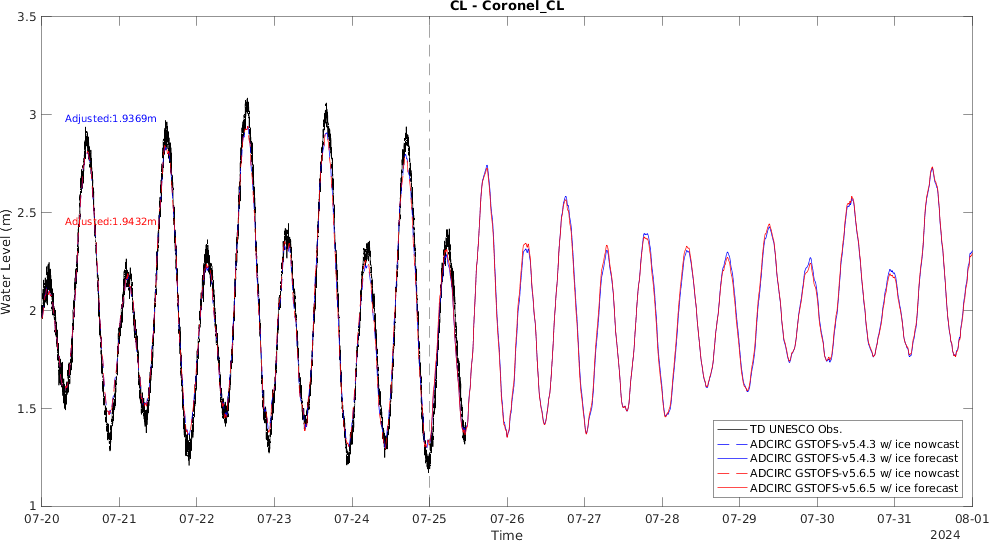 CL - Coronel_CL
3.5
3
2.5
2
1.5
1
Water Level (m)
Adjusted:1.9369m
Adjusted:1.9432m
TD UNESCO Obs.
ADCIRC GSTOFS-v5.4.3 w/ ice nowcast
ADCIRC GSTOFS-v5.4.3 w/ ice forecast
ADCIRC GSTOFS-v5.6.5 w/ ice nowcast
ADCIRC GSTOFS-v5.6.5 w/ ice forecast
07-20 07-21 07-22 07-23 07-24 07-25 07-26 07-27 07-28 07-29 07-30 07-31 08-01
Time
2024